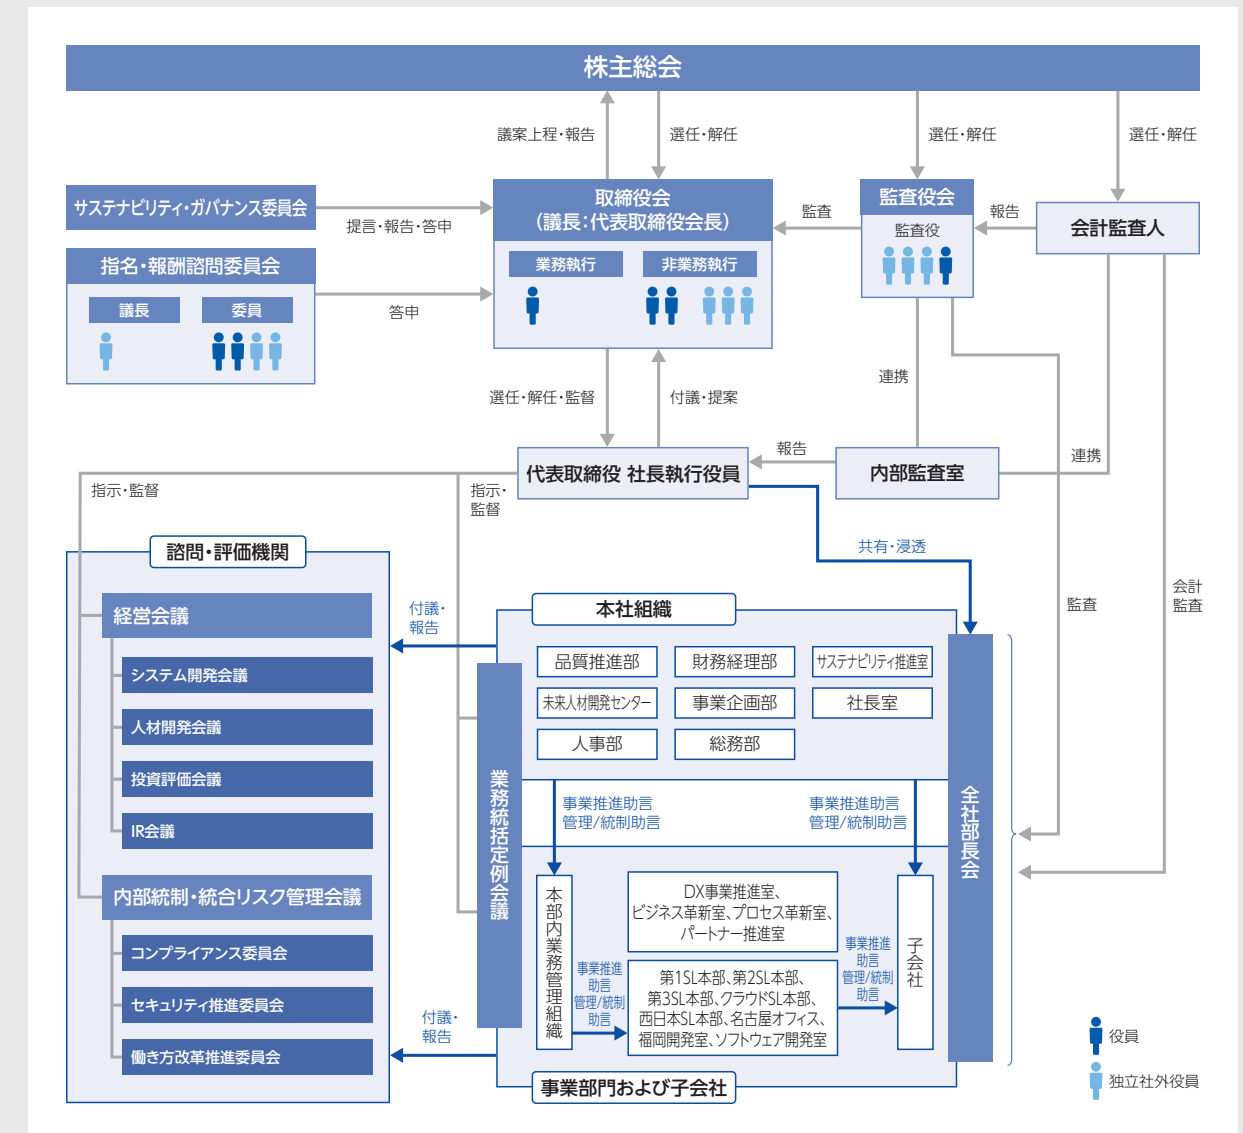 株主総会
議案上程・報告
選任・解任
選任・解任
選任・解任
サステナビリティ・ガバナンス委員会
提言・報告・答申
取締役会
(議長:代表取締役会長)
業務執行
非業務執行
監査
監査役会
監査役
報告
会計監査人
指名・報酬諮問委員会
議長
委員
答申
選任・解任・監督
付議・提案
連携
代表取締役 社長執行役員
報告
内部監査室
連携
指示・監督
指示・
監督
共有・浸透
監査
会計
監査
諮問・評価機関
経営会議
システム開発会議
人材開発会議
投資評価会議
IR会議
内部統制・統合リスク管理会議
コンプライアンス委員会
セキュリティ推進委員会
働き方改革推進委員会
付議・
報告
付議・
報告
業務統括定例会議
本社組織
品質推進部
財務経理部
サステナビリティ推進室
未来人材開発センター
事業企画部
社長室
人事部
総務部
事業推進助言
管理/統制助言
事業推進助言
管理/統制助言
全社部長会
本部内業務管理組織
事業推進
助言
管理/統制
助言
DX事業推進室、
ビジネス革新室、プロセス革新室、
パートナー推進室
第1SL本部、第2SL本部、
第3SL本部、クラウドSL本部、
西日本SL本部、名古屋オフィス、
福岡開発室、ソフトウェア開発室
事業推進
助言
管理/統制
助言
子会社
事業部門および子会社
役員
独立社外役員